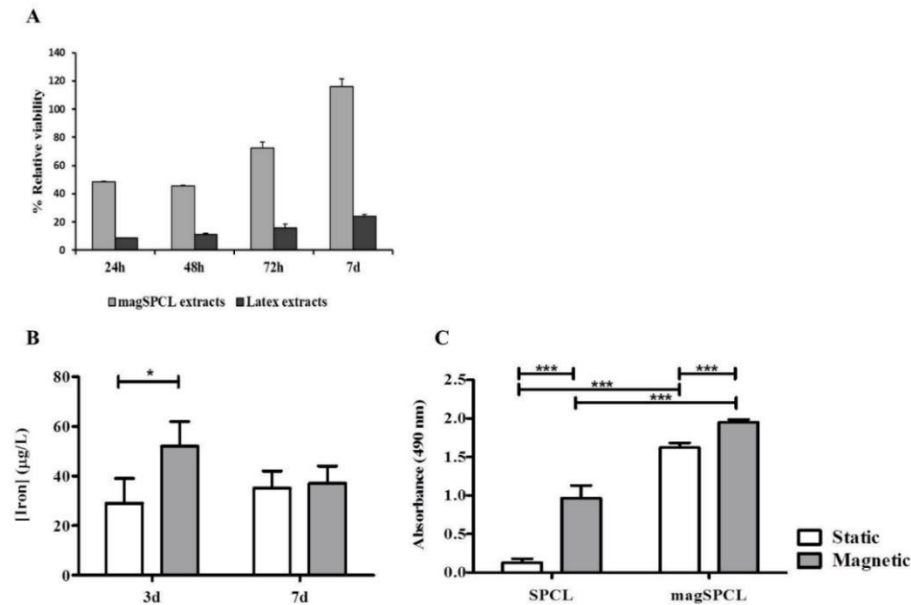 A
% Relative viability
140
120
100
80
60
40
20
0
24h 48h 72h 7d
magSPCL extracts Latex extracts
B
[Iron] (µg/L)
80
60
40
20
0
*
3d 7d
C
Absorbance (490 nm)
2.5
2.0
1.5
1.0
0.5
0.0
*** *** ***
***
SPCL magSPCL
Static
Magnetic